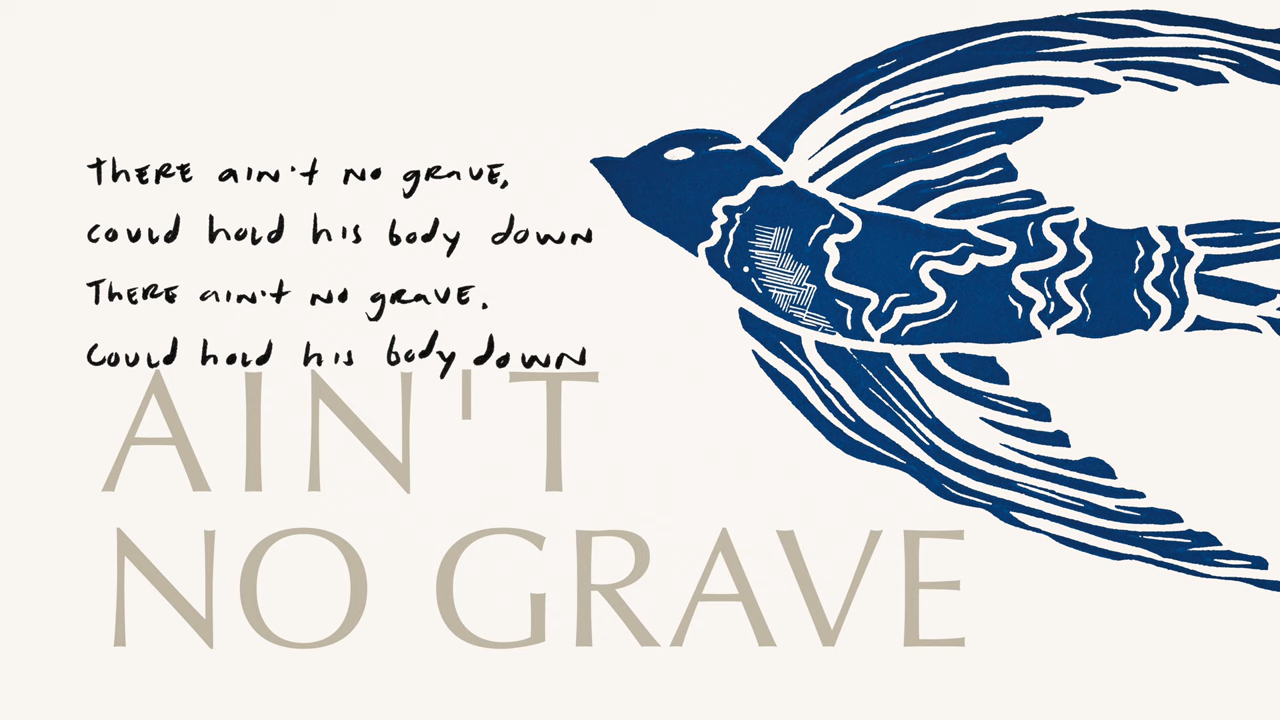 There ain't no grave,
could hold his body down
There ain't no grave.
Could hold his body down
AIN'T
NO GRAVE